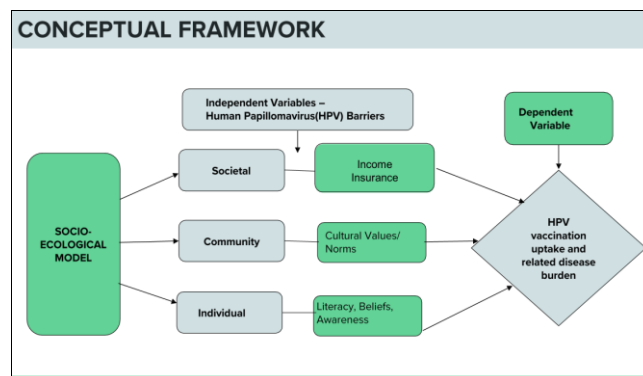 CONCEPTUAL FRAMEWORK
Independent Variables –
Human Papillomavirus(HPV) Barriers
Dependent
Variable
Societal
Income
Insurance
SOCIO-
ECOLOGICAL
MODEL
Community
Cultural Values/
Norms
HPV
vaccination
uptake and
related disease
burden
Individual
Literacy, Beliefs,
Awareness